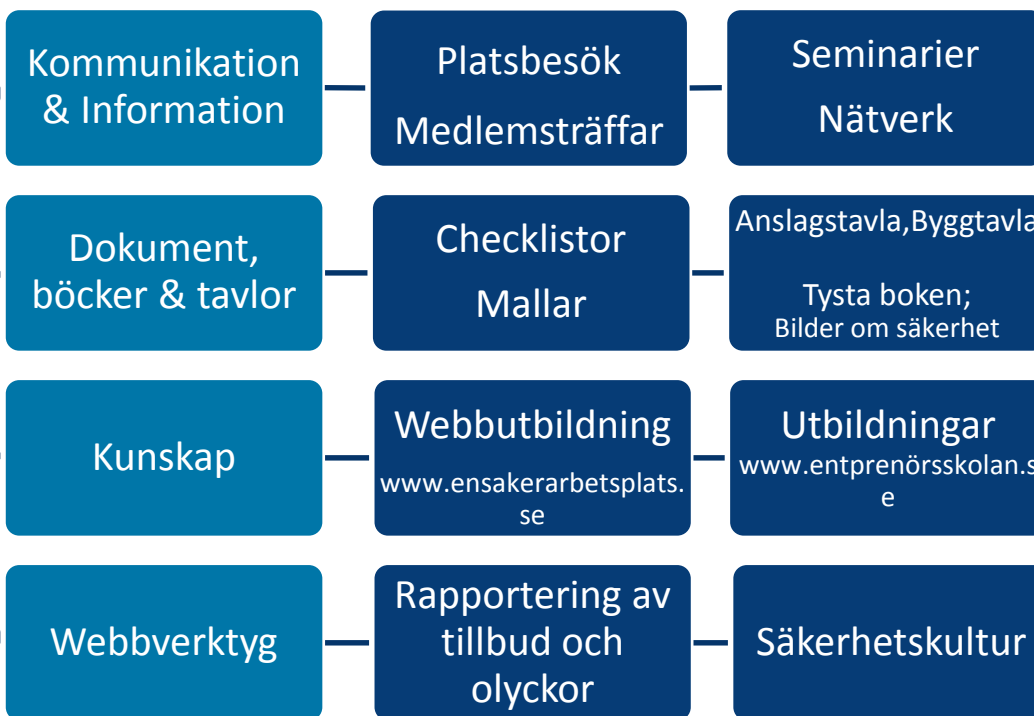 Kommunikation
& Information
Platsbesök
Medlemsträffar
Seminarier
Nätverk
Dokument,
böcker & tavlor
Checklistor
Mallar
Anslagstavla,Byggtavla
Tysta boken;
Bilder om säkerhet
Kunskap
Webbutbildning
www.ensakerarbetsplats.
se
Utbildningar
www.entprenörsskolan.s
e
Webbverktyg
Rapportering av
tillbud och
olyckor
Säkerhetskultur